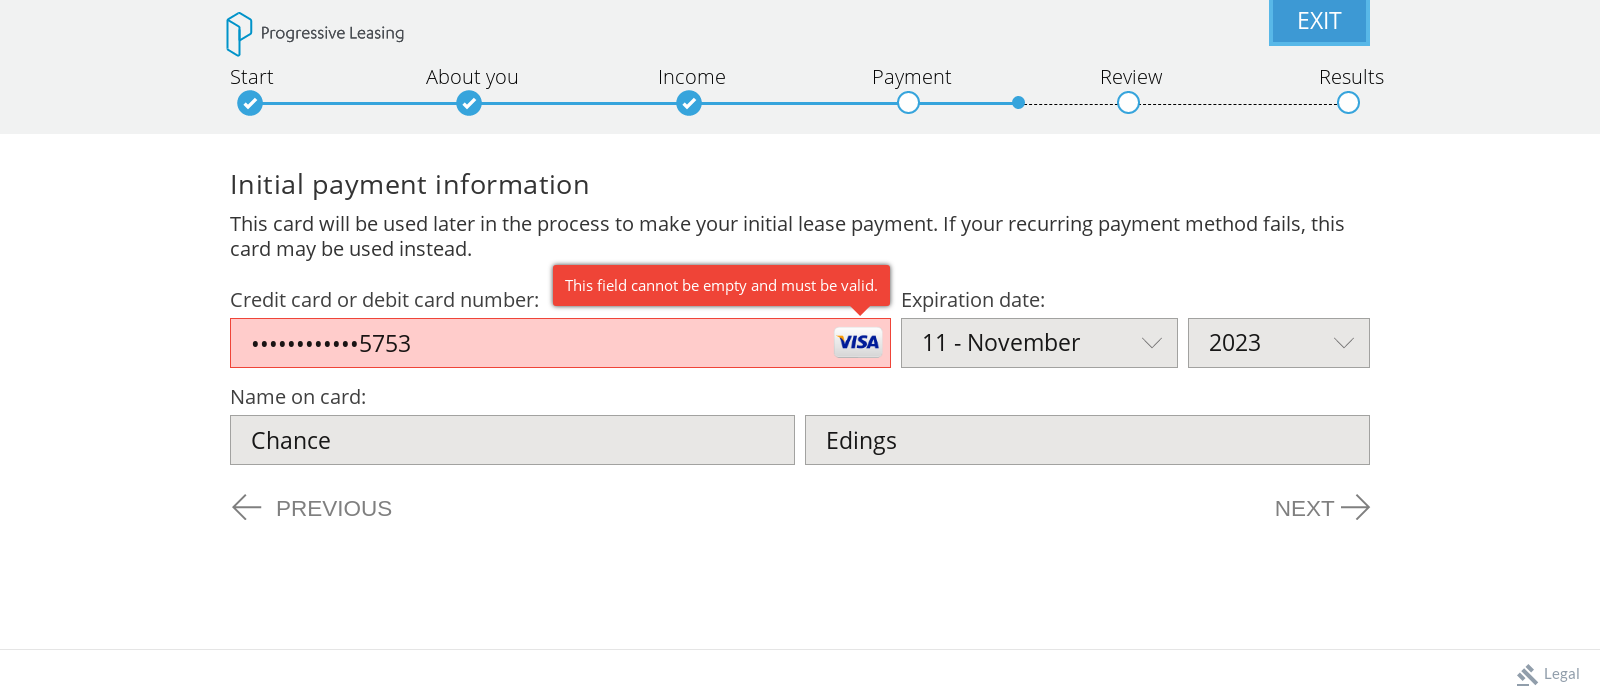 Progressive Leasing
EXIT
Start
About you
Income
Payment
Review
Results
Initial payment information
This card will be used later in the process to make your initial lease payment. If your recurring payment method fails, this
card may be used instead.
This field cannot be empty and must be valid.
Credit card or debit card number:
Expiration date:
••••••••••••5753
VISA
11 - November
2023
Name on card:
Chance
Edings
PREVIOUS
NEXT
Legal